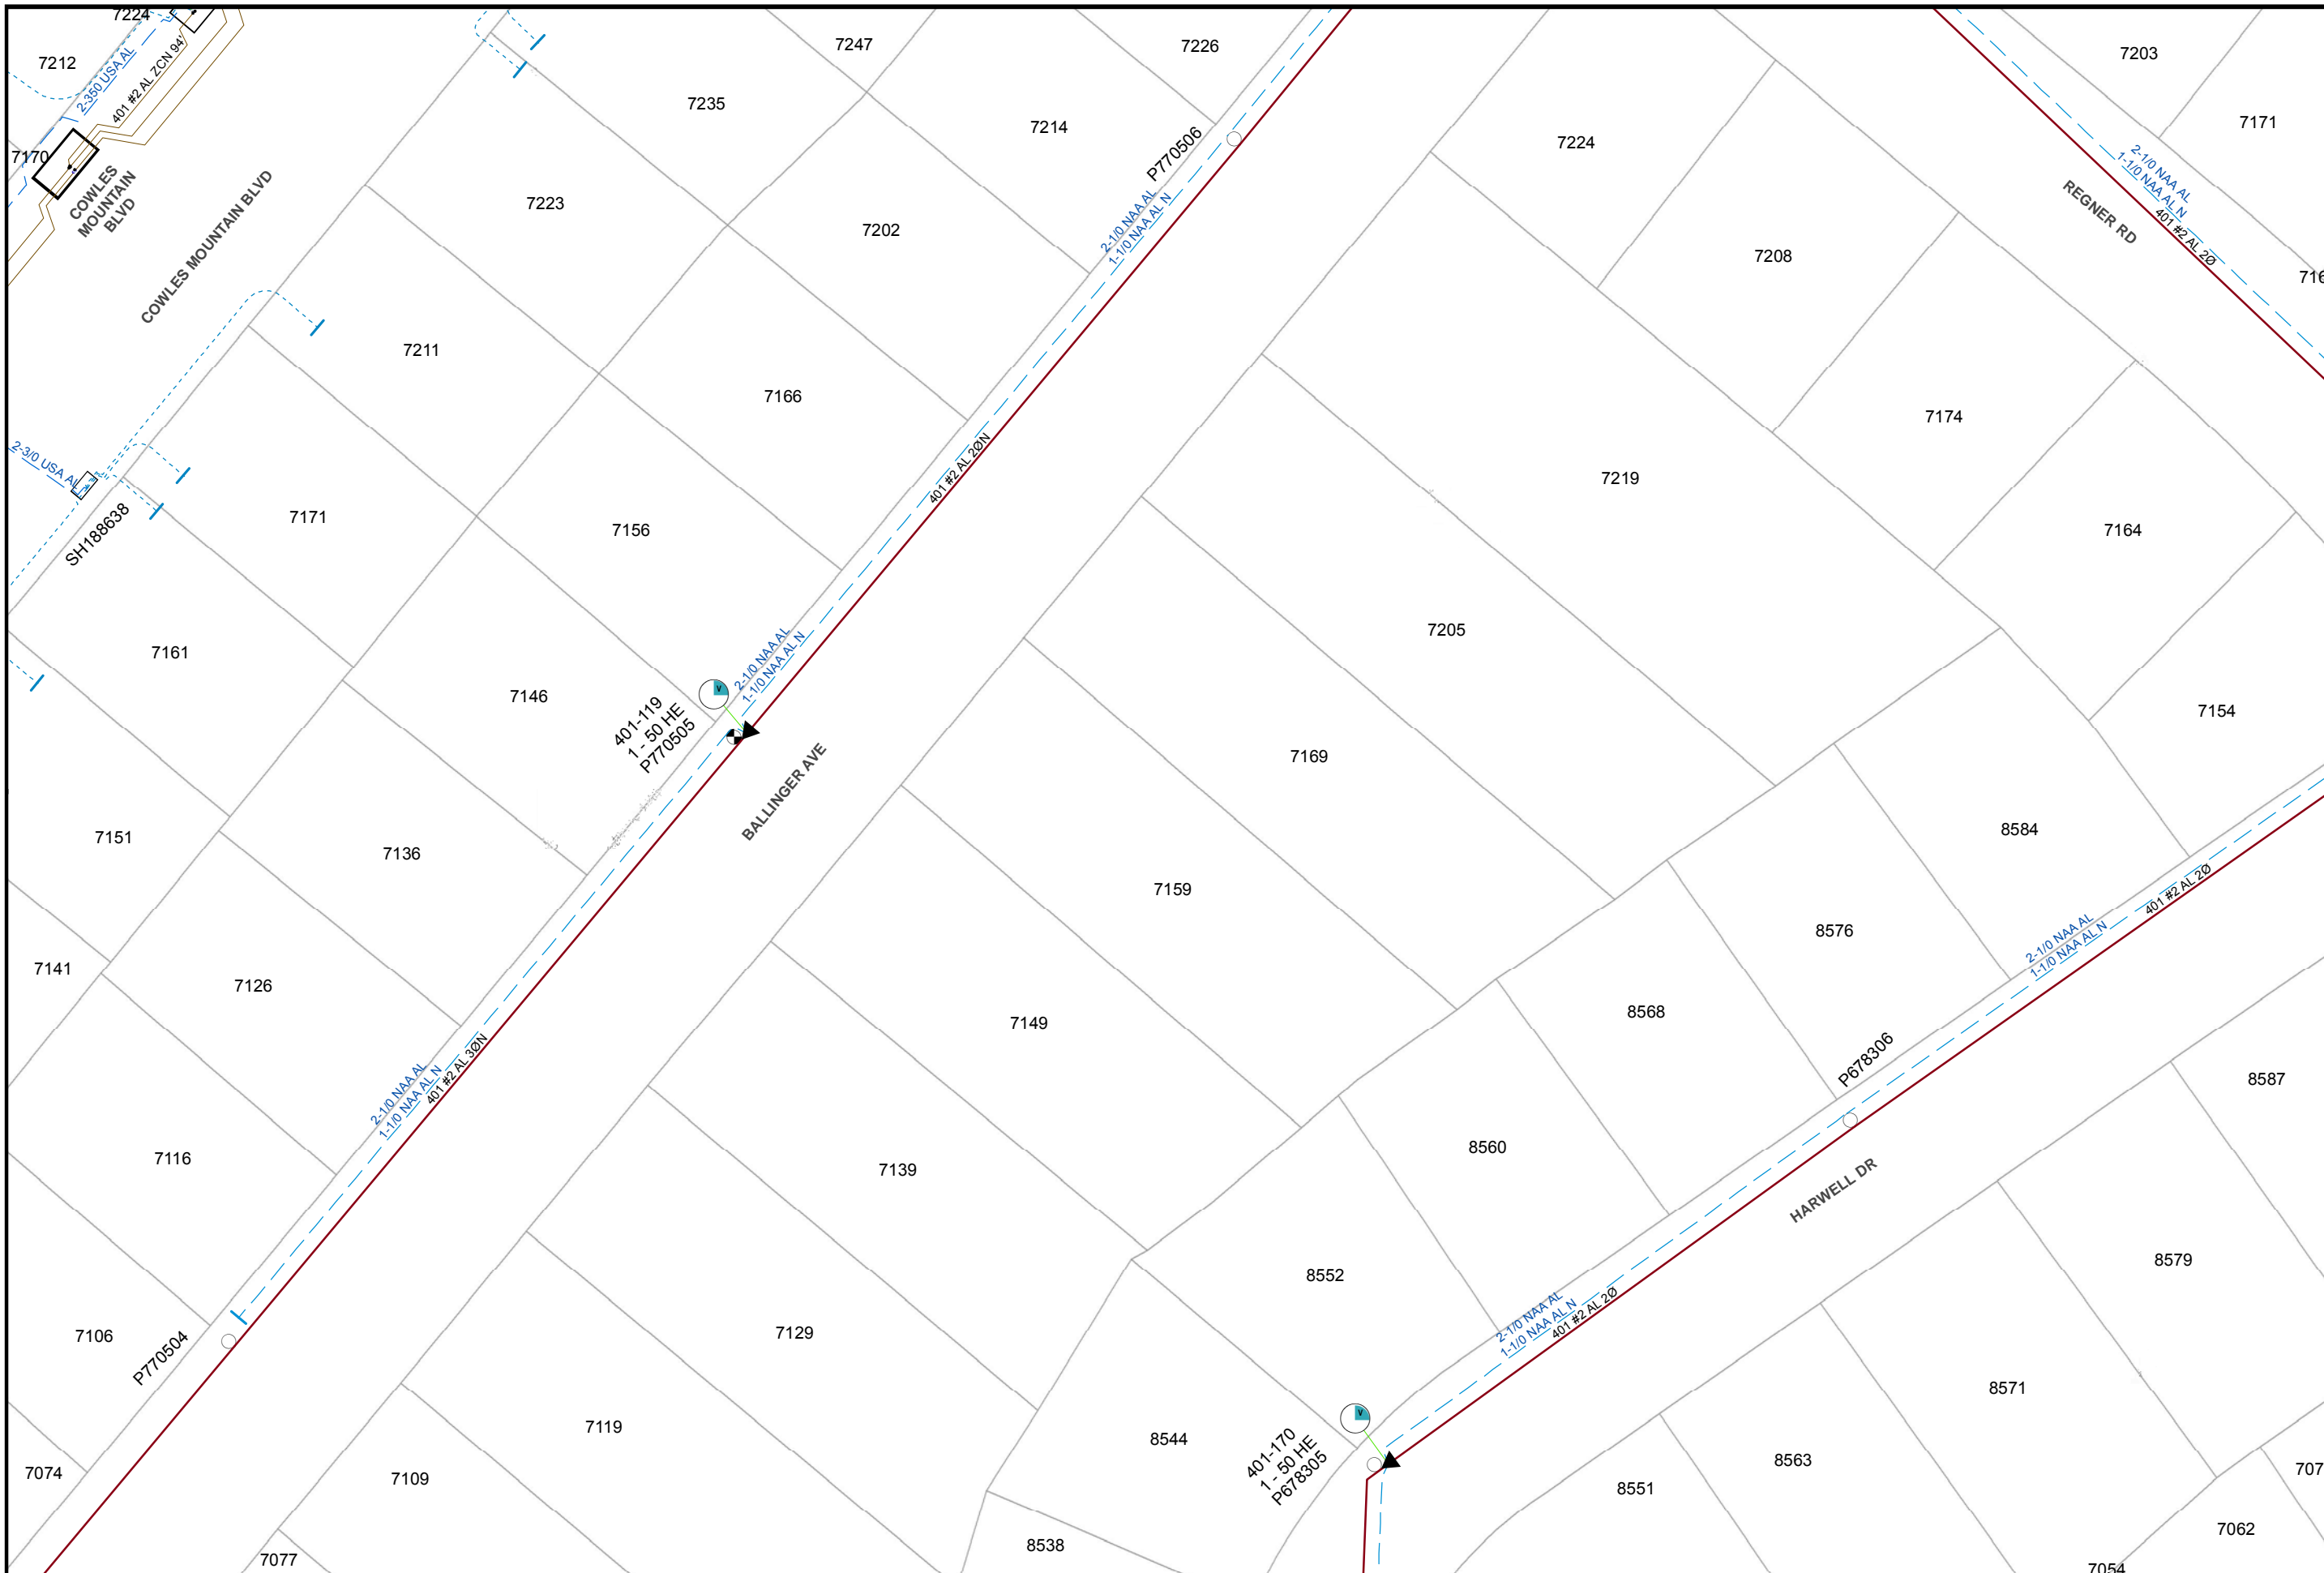 7224
7212
2-350 USA AL
401 #2 AL ZCN 94'
7170
COWLES
MOUNTAIN
BLVD
COWLES MOUNTAIN BLVD
7247
7226
7235
7214
P770506
7223
7202
2-1/0 NAA AL
1-1/0 NAA AL N
7224
7203
7171
2-1/0 NAA AL
1-1/0 NAA AL N
401 #2 AL 2Ø
REGNER RD
7208
716
7211
7166
401 #2 AL 2ØN
7174
7219
7164
2-3/0 USA AL
SH188638
7171
7156
7205
7161
7146
2-1/0 NAA AL
1-1/0 NAA AL N
V
401-119
1 - 50 HE
P770505
BALLINGER AVE
7169
7154
7151
7136
7159
8584
401 #2 AL 2Ø
8576
2-1/0 NAA AL
1-1/0 NAA AL N
7141
7126
7149
8568
2-1/0 NAA AL
1-1/0 NAA AL N
401 #2 AL 3ØN
P678306
8587
7116
7139
8560
HARWELL DR
8552
8579
7106
P770504
7129
2-1/0 NAA AL
1-1/0 NAA AL N
401 #2 AL 2Ø
8571
7119
8544
V
401-170
1 - 50 HE
P678305
8563
7074
7109
8551
707
7077
8538
7062
7054